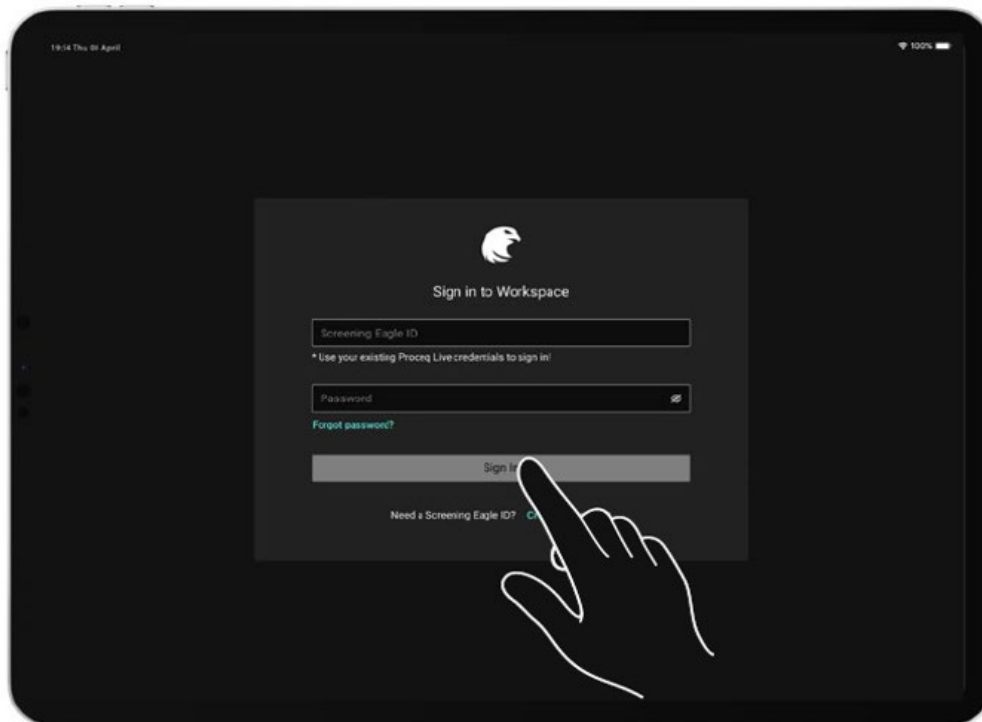 19:14 Thu 01 April
100%
Sign in to Workspace
Screening Eagle ID
* Use your existing Proceq Live credentials to sign in!
Password
Forgot password?
Sign
Need a Screening Eagle ID?